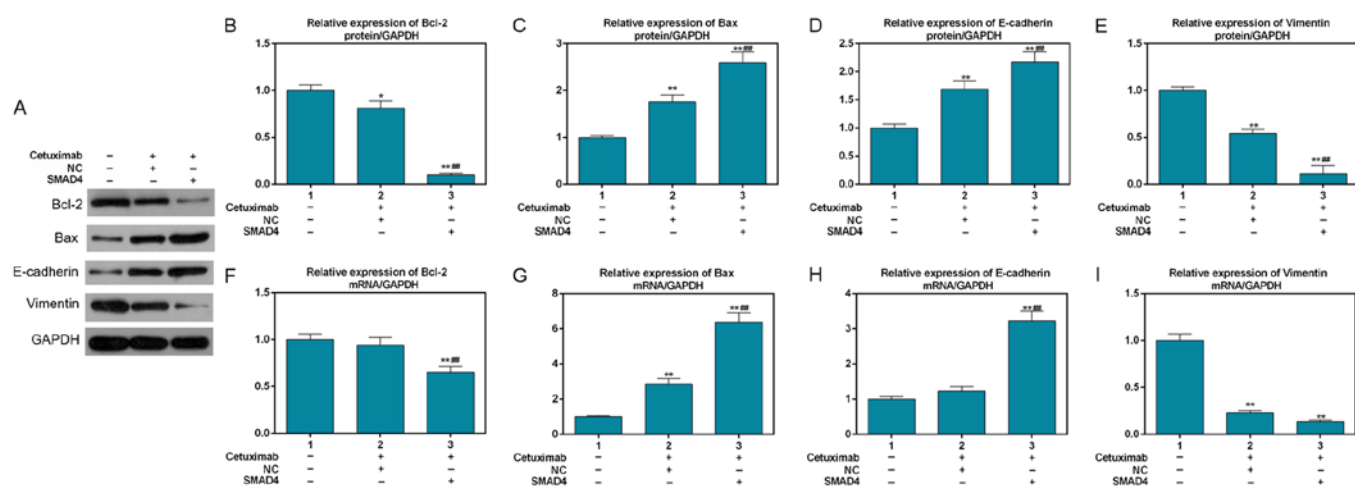 A
Cetuximab – + +
NC – + –
SMAD4 – – +
Bcl-2
Bax
E-cadherin
Vimentin
GAPDH
B
Relative expression of Bcl-2
protein/GAPDH
1.5
1.0
0.5
0.0
*
**##
1 2 3
Cetuximab – + +
NC – + –
SMAD4 – – +
C
Relative expression of Bax
protein/GAPDH
3
2
1
0
**
**##
1 2 3
Cetuximab – + +
NC – + –
SMAD4 – – +
D
Relative expression of E-cadherin
protein/GAPDH
2.5
2.0
1.5
1.0
0.5
0.0
**
**##
1 2 3
Cetuximab – + +
NC – + –
SMAD4 – – +
E
Relative expression of Vimentin
protein/GAPDH
1.5
1.0
0.5
0.0
**
**##
1 2 3
Cetuximab – + +
NC – + –
SMAD4 – – +
F
Relative expression of Bcl-2
mRNA/GAPDH
2.0
1.5
1.0
0.5
0.0
**##
1 2 3
Cetuximab – + +
NC – + –
SMAD4 – – +
G
Relative expression of Bax
mRNA/GAPDH
8
6
4
2
0
**
**##
1 2 3
Cetuximab – + +
NC – + –
SMAD4 – – +
H
Relative expression of E-cadherin
mRNA/GAPDH
4
3
2
1
0
**##
1 2 3
Cetuximab – + +
NC – + –
SMAD4 – – +
I
Relative expression of Vimentin
mRNA/GAPDH
1.5
1.0
0.5
0.0
**
**
1 2 3
Cetuximab – + +
NC – + –
SMAD4 – – +